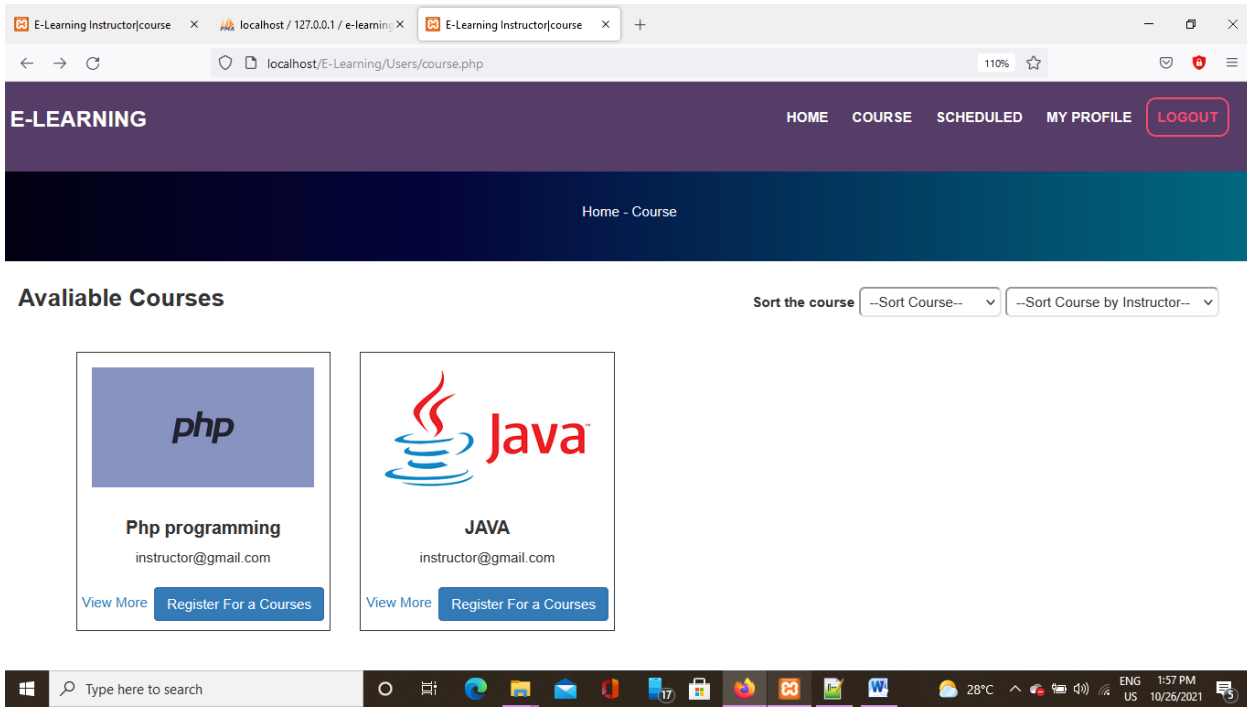 E-Learning Instructor|course
localhost / 127.0.0.1 / e-learning
E-Learning Instructor|course
localhost/E-Learning/Users/course.php
110%
E-LEARNING
HOME COURSE SCHEDULED MY PROFILE LOGOUT
Home - Course
Avaliable Courses
Sort the course --Sort Course-- --Sort Course by Instructor--
php
Php programming
instructor@gmail.com
View More Register For a Courses
Java
JAVA
instructor@gmail.com
View More Register For a Courses
Type here to search
17
28°C
ENG
US
1:57 PM
10/26/2021
5